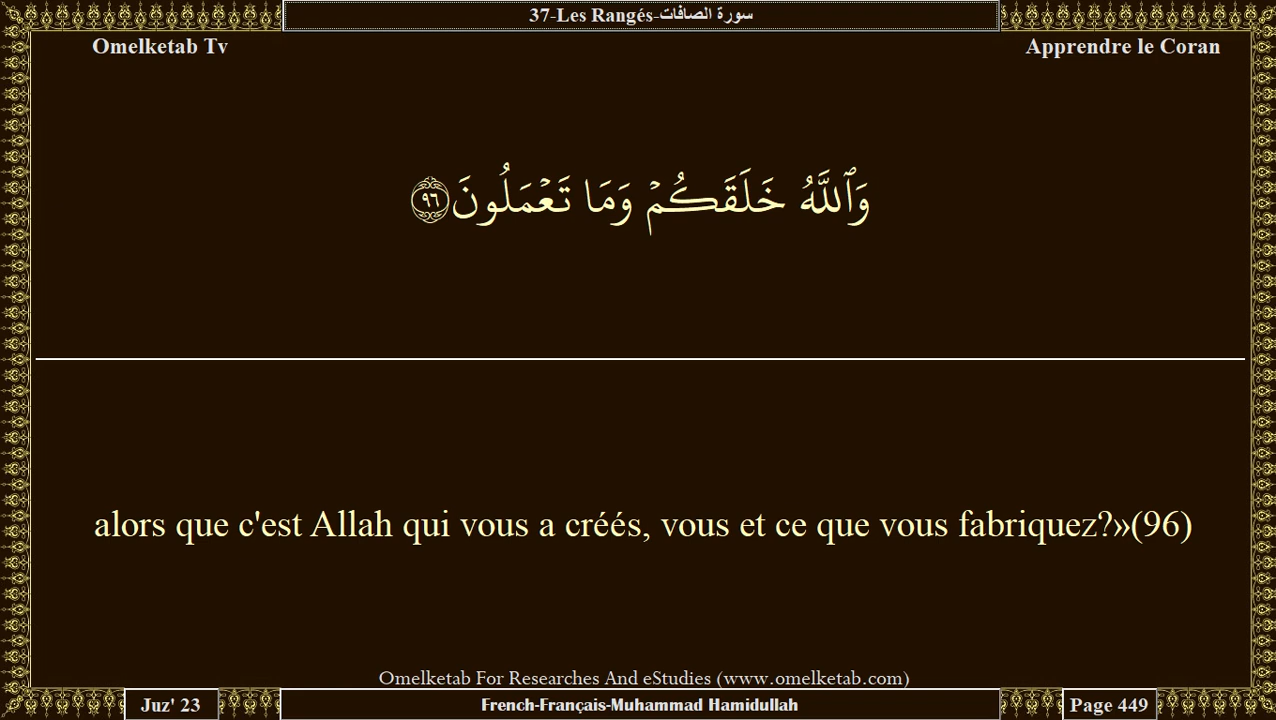 37-Les Rangés-سورة الصافات
Omelketab Tv
Apprendre le Coran
وَٱللَّهُ خَلَقَكُمۡ وَمَا تَعۡمَلُونَ ٩٦
alors que c'est Allah qui vous a créés, vous et ce que vous fabriquez?»(96)
Omelketab For Researches And eStudies (www.omelketab.com)
Juz' 23
French-Français-Muhammad Hamidullah
Page 449